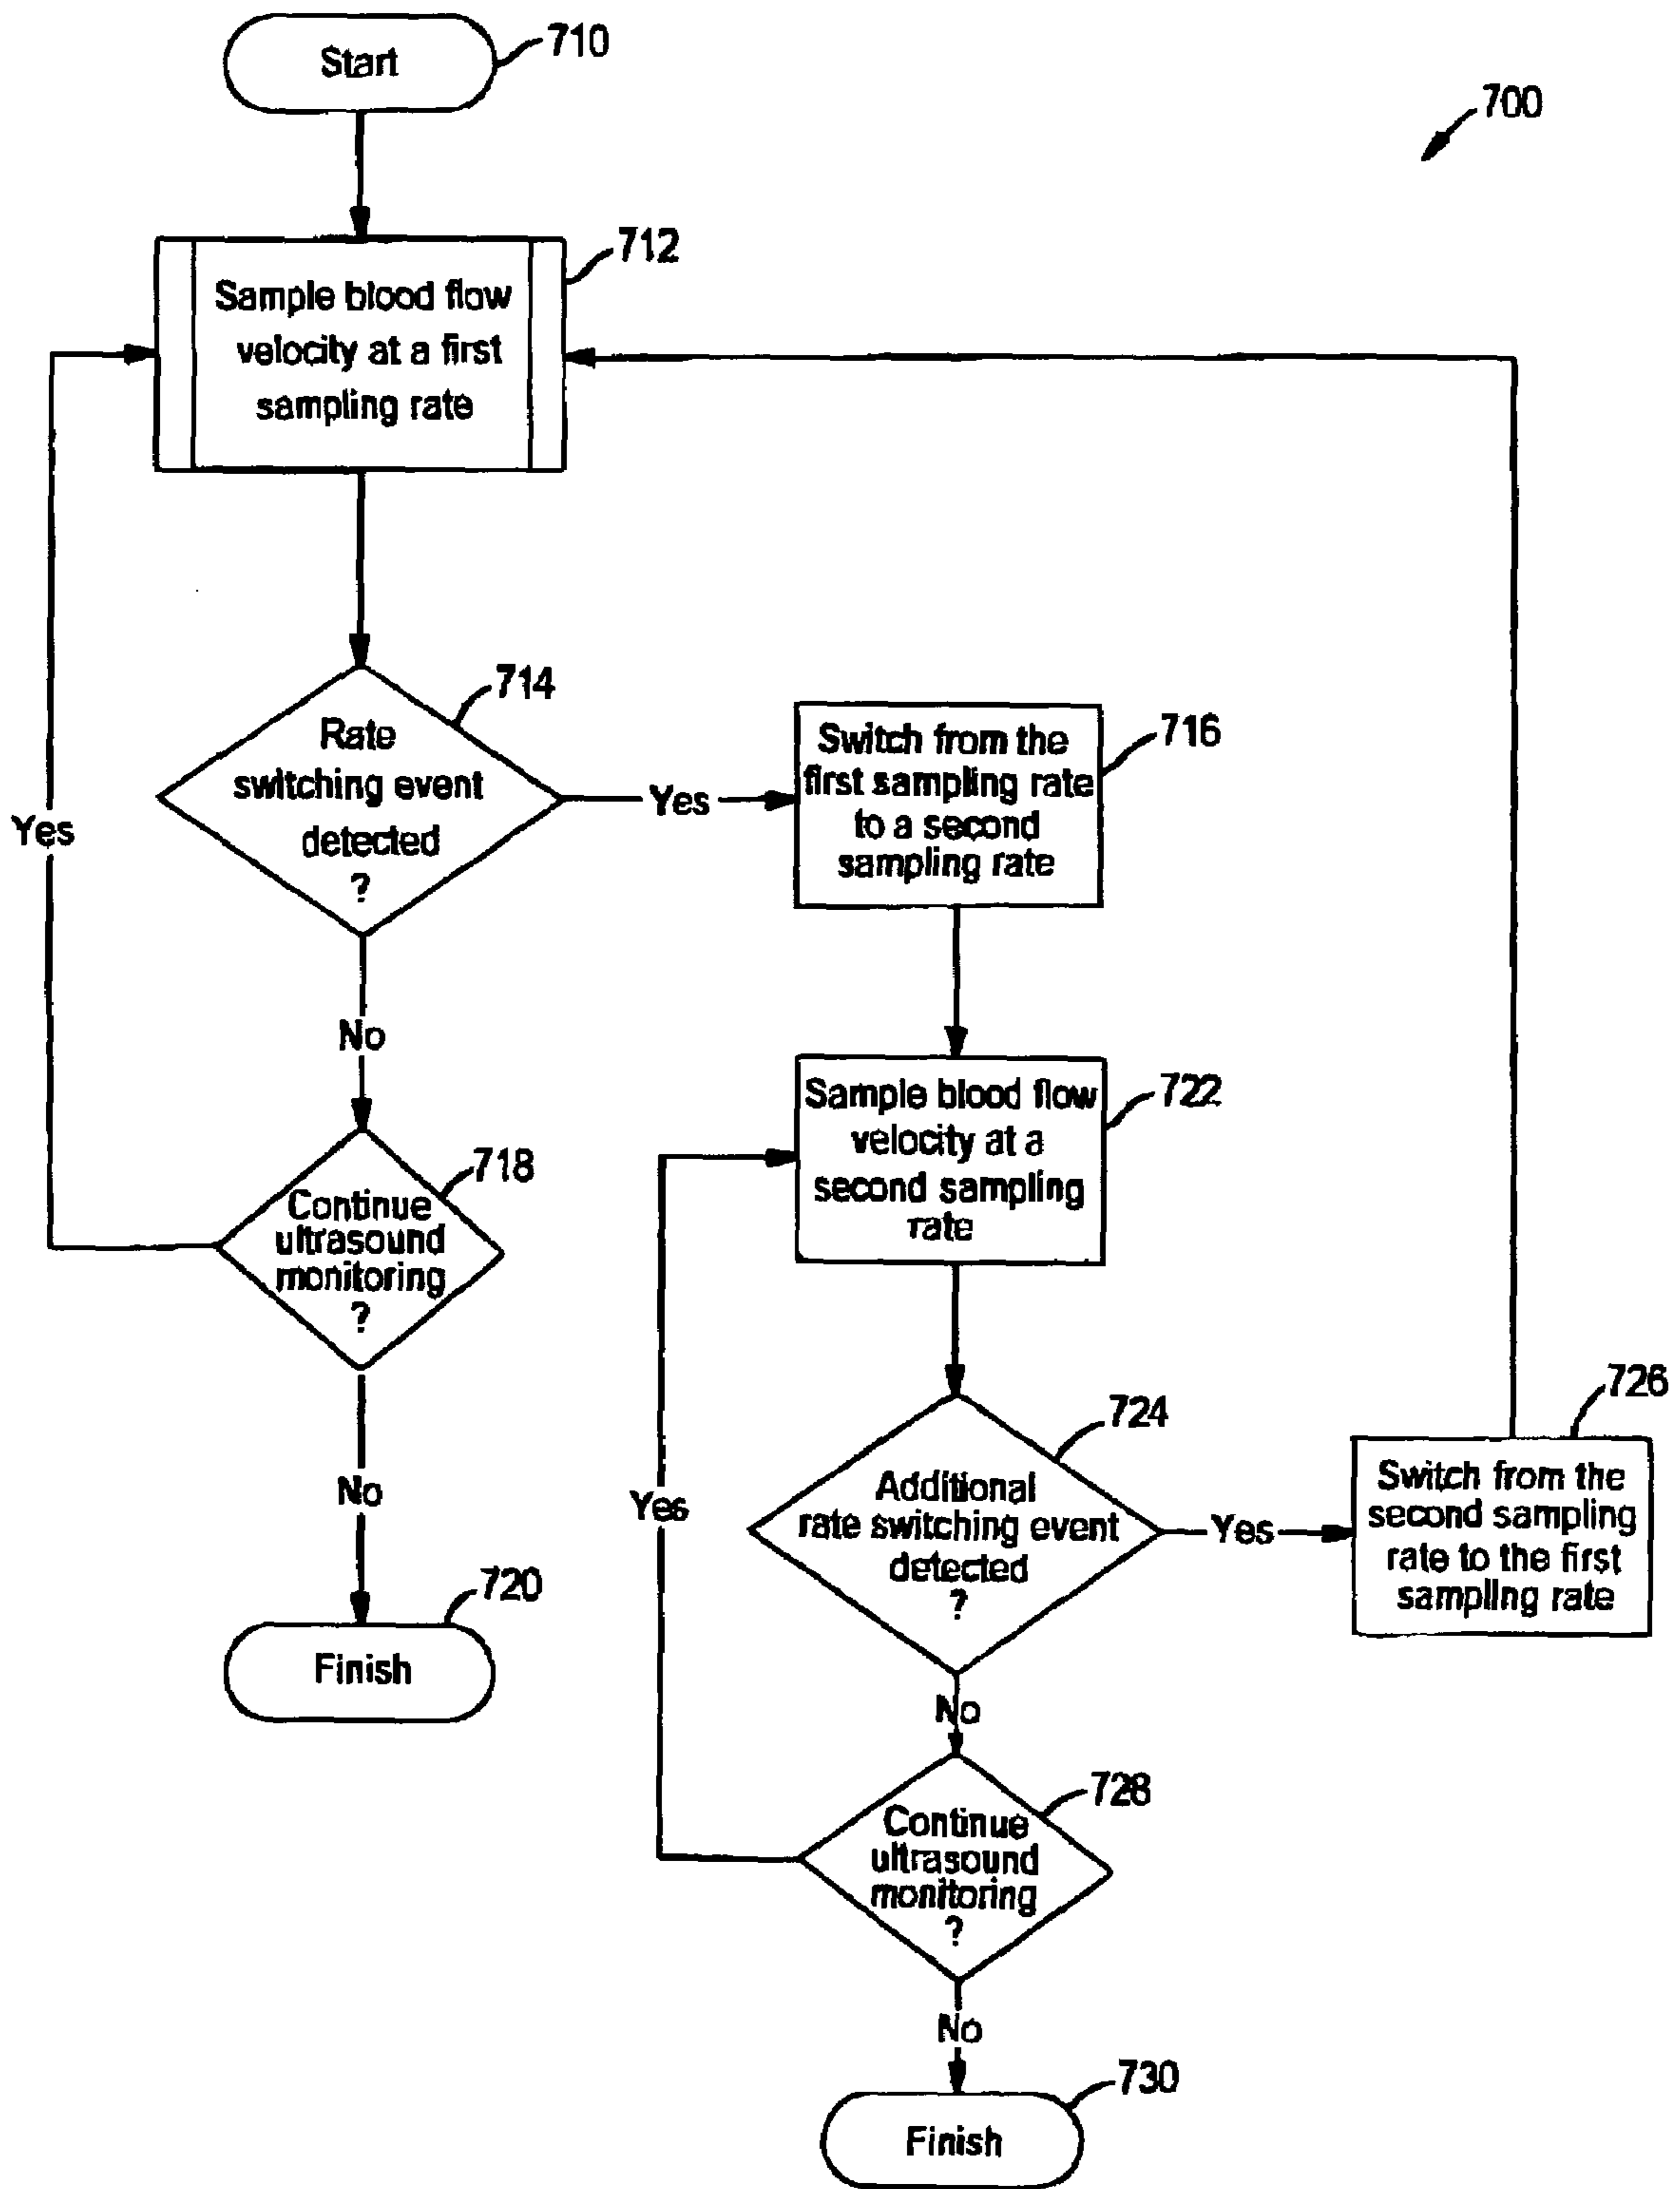 Start
710
700
Sample blood flow
velocity at a first
sampling rate
712
Rate
switching event
detected
?
714
Yes
Switch from the
first sampling rate
to a second
sampling rate
716
Yes
No
Sample blood flow
velocity at a
second sampling
rate
722
Continue
ultrasound
monitoring
?
718
Yes
No
Additional
rate switching event
detected
?
724
Yes
Switch from the
second sampling
rate to the first
sampling rate
726
Finish
720
No
Continue
ultrasound
monitoring
?
728
No
Finish
730